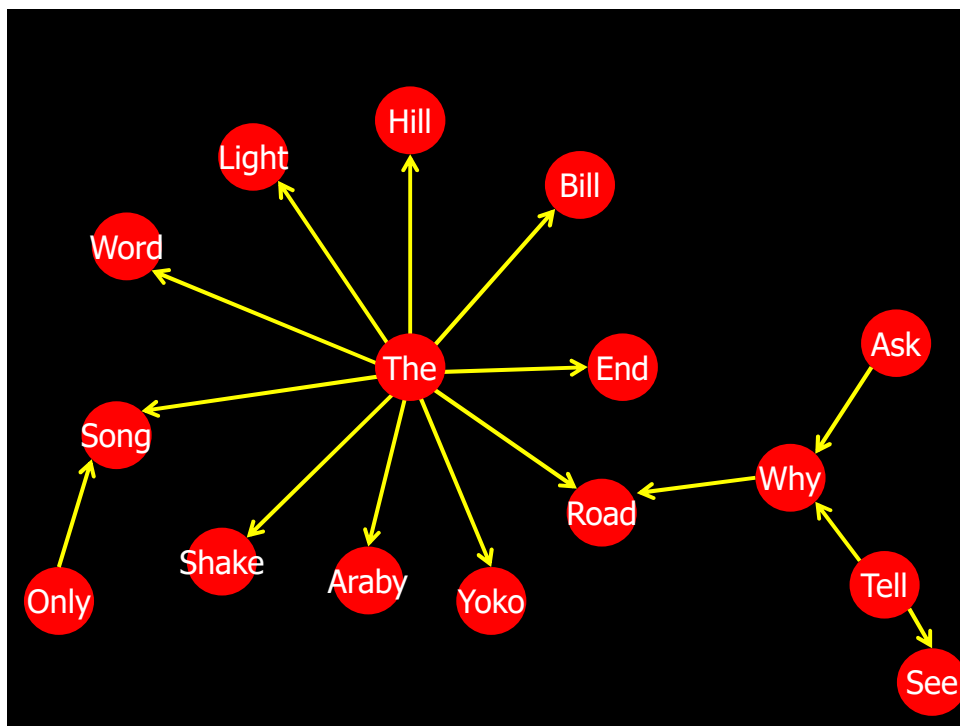 Hill
Light
Bill
Word
Ask
The
End
Song
Why
Road
Shake
Araby
Tell
Only
Yoko
See